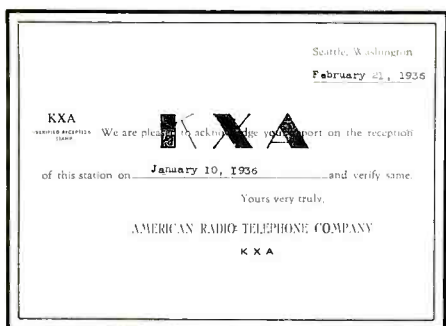 Seattle, Washington
February 21, 1936
KXA
VERIFIED RECEPTION
STAMP
KXA
We are pleased to acknowledge your report on the reception
of this station on January 10, 1936 and verify same.
Yours very truly,
AMERICAN RADIO TELEPHONE COMPANY
KXA